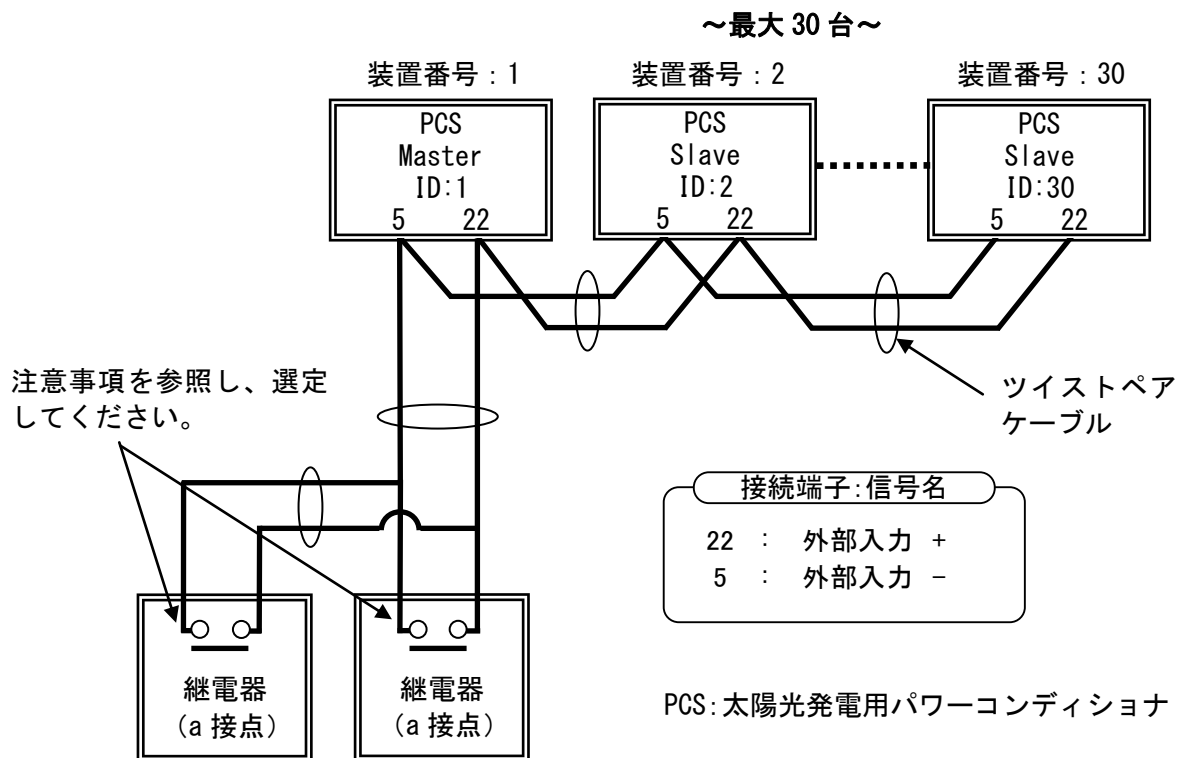 ～最大 30 台～
装置番号：1
装置番号：2
装置番号：30
PCS
Master
ID:1
5 22
PCS
Slave
ID:2
5 22
PCS
Slave
ID:30
5 22
注意事項を参照し、選定
してください。
ツイストペア
ケーブル
接続端子:信号名
22 : 外部入力 +
5 : 外部入力 -
継電器
(a 接点)
継電器
(a 接点)
PCS:太陽光発電用パワーコンディショナ